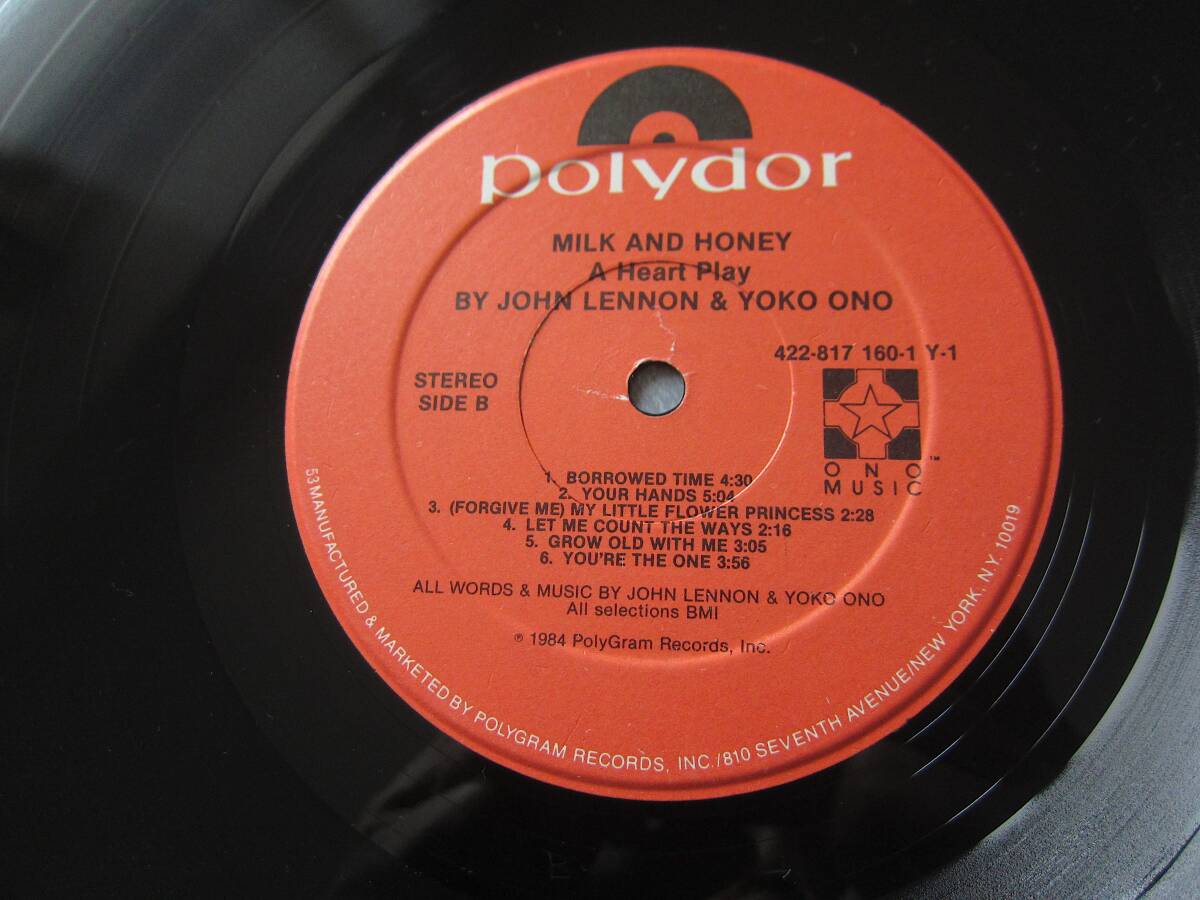 polydor
MILK AND HONEY
A Heart Play
BY JOHN LENNON & YOKO ONO
422-817 160-1 Y-1
STEREO
SIDE B
ONO ™
MUSIC
1. BORROWED TIME 4:30
2. YOUR HANDS 5:04
3. (FORGIVE ME) MY LITTLE FLOWER PRINCESS 2:28
4. LET ME COUNT THE WAYS 2:16
5. GROW OLD WITH ME 3:05
6. YOU'RE THE ONE 3:56
ALL WORDS & MUSIC BY JOHN LENNON & YOKO ONO
All selections BMI
℗ 1984 PolyGram Records, Inc.
53 MANUFACTURED & MARKETED BY POLYGRAM RECORDS, INC./810 SEVENTH AVENUE/NEW YORK, N.Y. 10019